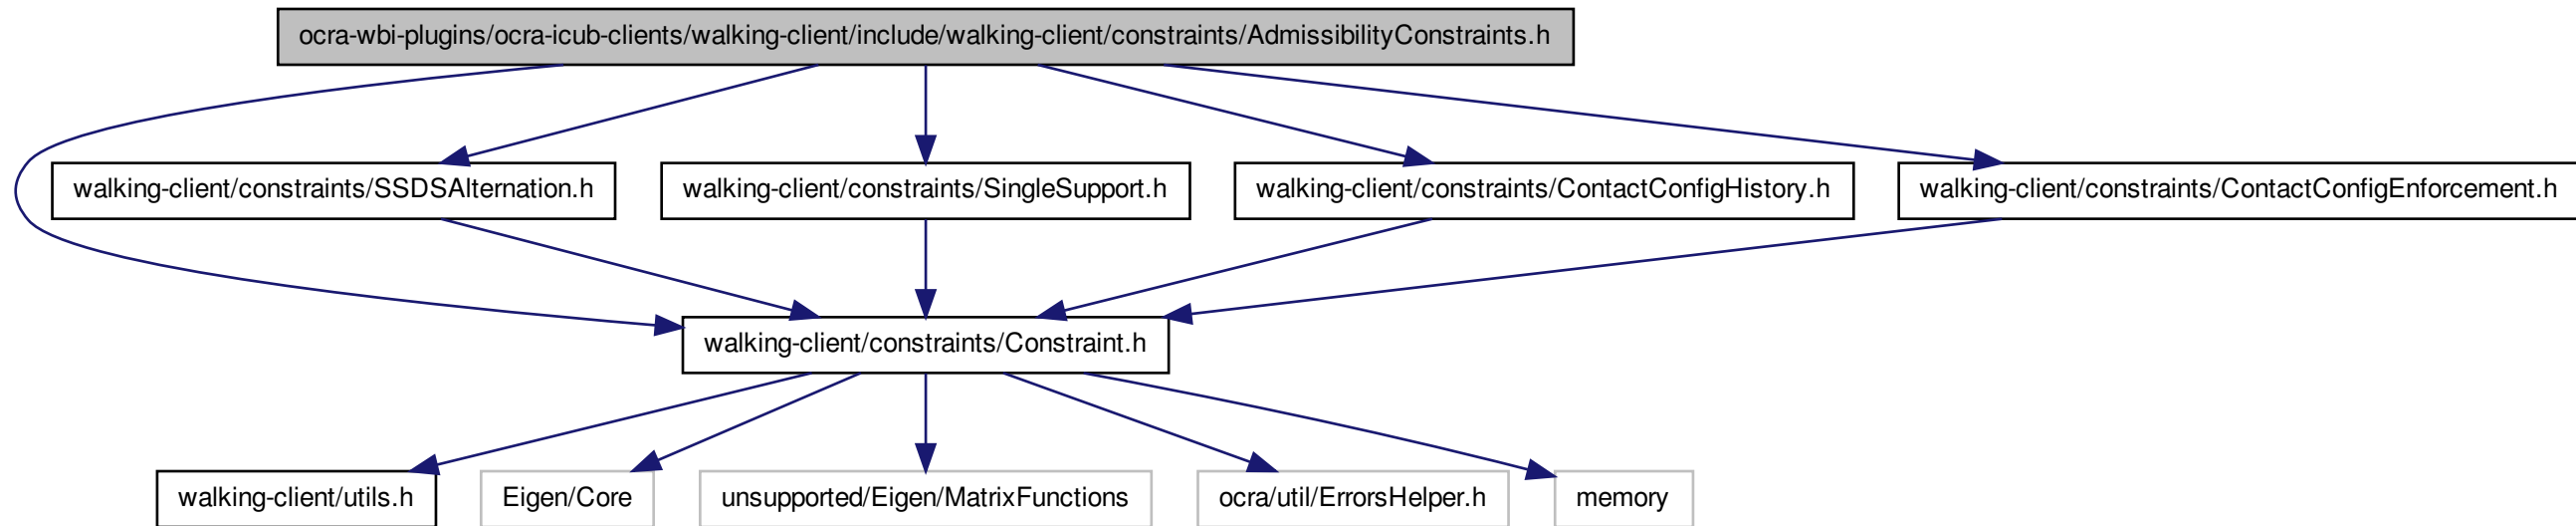 ocra-wbi-plugins/ocra-icub-clients/walking-client/include/walking-client/constraints/AdmissibilityConstraints.h
walking-client/constraints/SSDSAlternation.h
walking-client/constraints/SingleSupport.h
walking-client/constraints/ContactConfigHistory.h
walking-client/constraints/ContactConfigEnforcement.h
walking-client/constraints/Constraint.h
walking-client/utils.h
Eigen/Core
unsupported/Eigen/MatrixFunctions
ocra/util/ErrorsHelper.h
memory